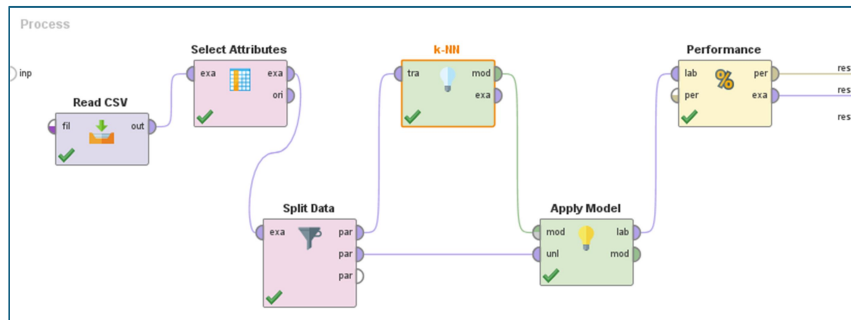 Process
inp
Read CSV
fil out
Select Attributes
exa exa
ori
Split Data
exa par
par
par
k-NN
tra mod
exa
Apply Model
mod lab
unl mod
Performance
lab per
per exa
res
res
res